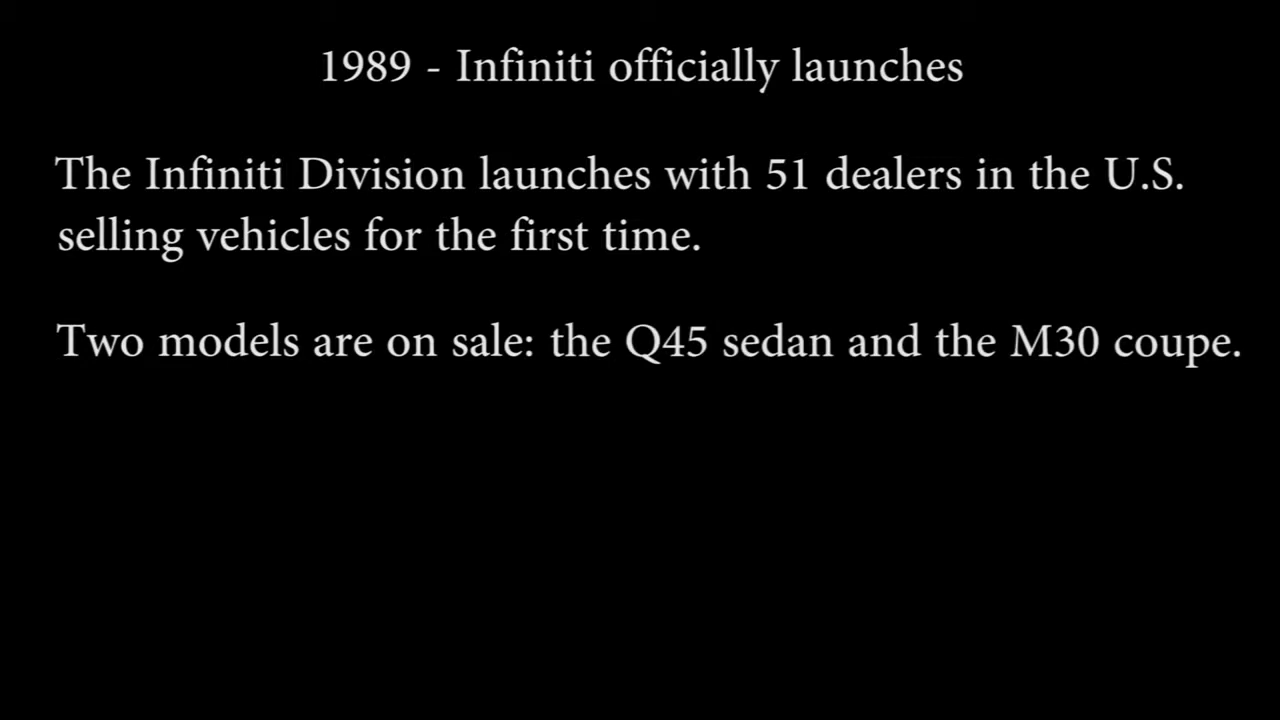 1989 - Infiniti officially launches
The Infiniti Division launches with 51 dealers in the U.S.
selling vehicles for the first time.
Two models are on sale: the Q45 sedan and the M30 coupe.